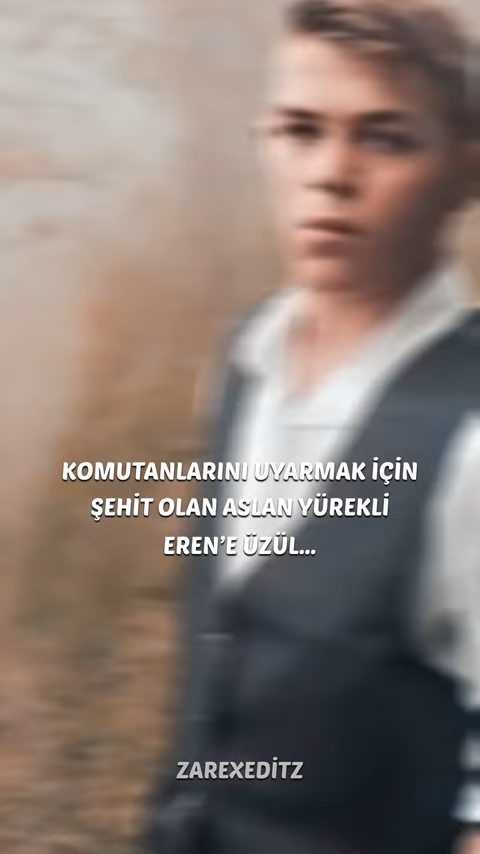 KOMUTANLARINI UYARMAK İÇİN
ŞEHİT OLAN ASLAN YÜREKLİ
EREN'E ÜZÜL...
ZAREXEDİTZ